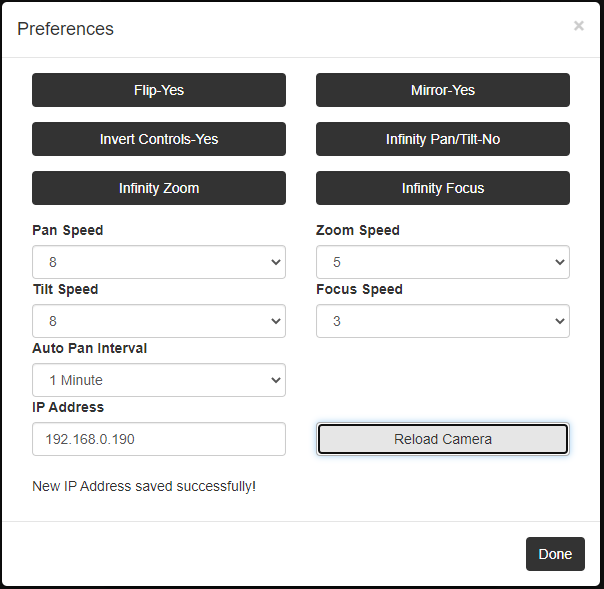 Preferences
×
Flip-Yes
Mirror-Yes
Invert Controls-Yes
Infinity Pan/Tilt-No
Infinity Zoom
Infinity Focus
Pan Speed
Zoom Speed
8
5
Tilt Speed
Focus Speed
8
3
Auto Pan Interval
1 Minute
IP Address
192.168.0.190
Reload Camera
New IP Address saved successfully!
Done